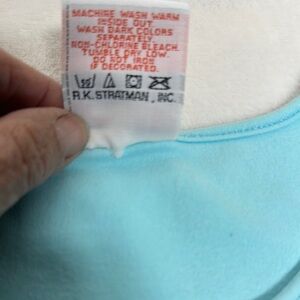 MACHINE WASH WARM
INSIDE OUT
WASH DARK COLORS
SEPARATELY
NON-CHLORINE BLEACH.
TUMBLE DRY LOW.
DO NOT IRON
IF DECORATED.
R.K. STRATMAN, INC.